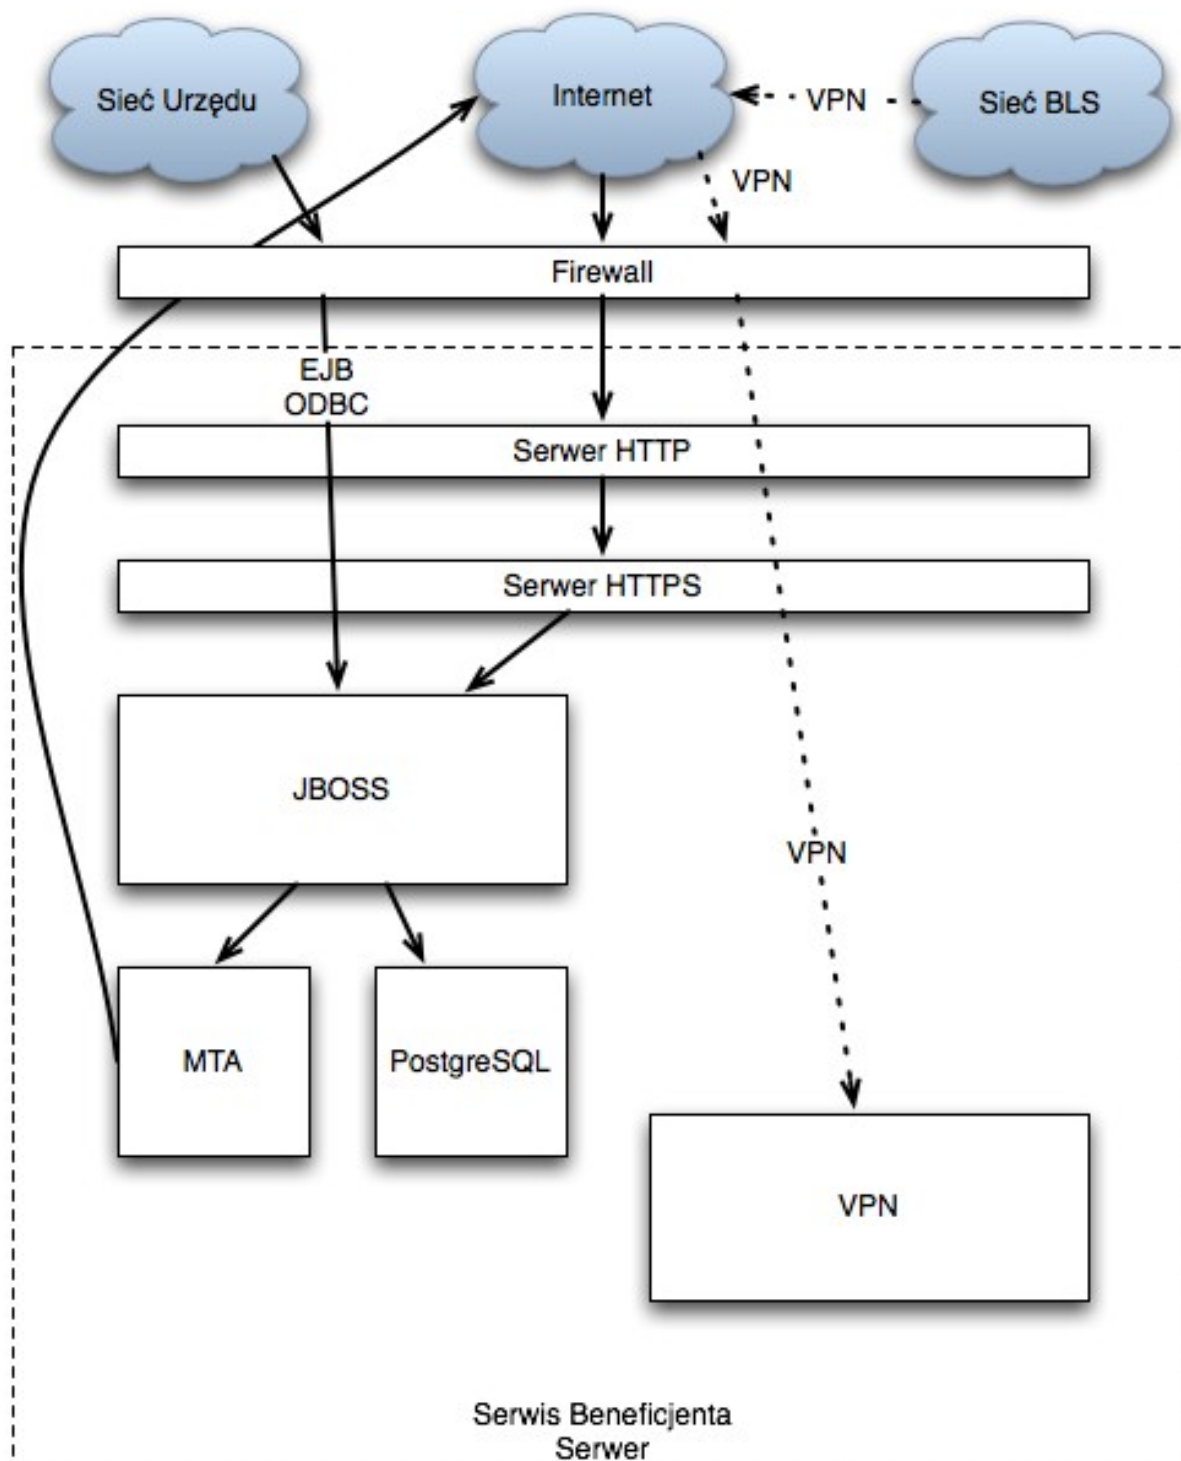 Sieć Urzędu
Internet
VPN
Sieć BLS
VPN
Firewall
EJB
ODBC
Serwer HTTP
Serwer HTTPS
JBOSS
VPN
MTA
PostgreSQL
VPN
Serwis Beneficjenta
Serwer